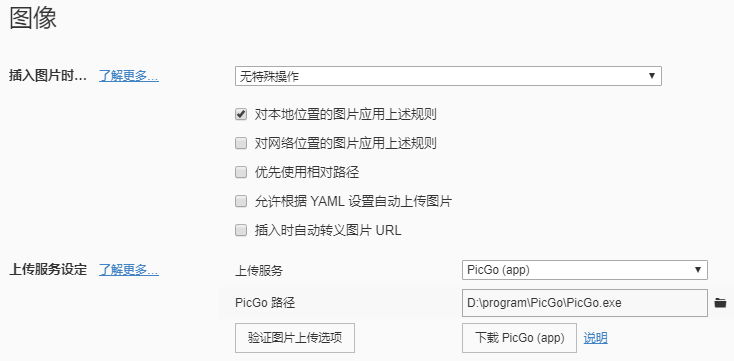 图像
插入图片时... 了解更多... 无特殊操作
对本地位置的图片应用上述规则
对网络位置的图片应用上述规则
优先使用相对路径
允许根据 YAML 设置自动上传图片
插入时自动转义图片 URL
上传服务设定 了解更多... 上传服务 PicGo (app)
PicGo 路径 D:\program\PicGo\PicGo.exe
验证图片上传选项 下载 PicGo (app) 说明